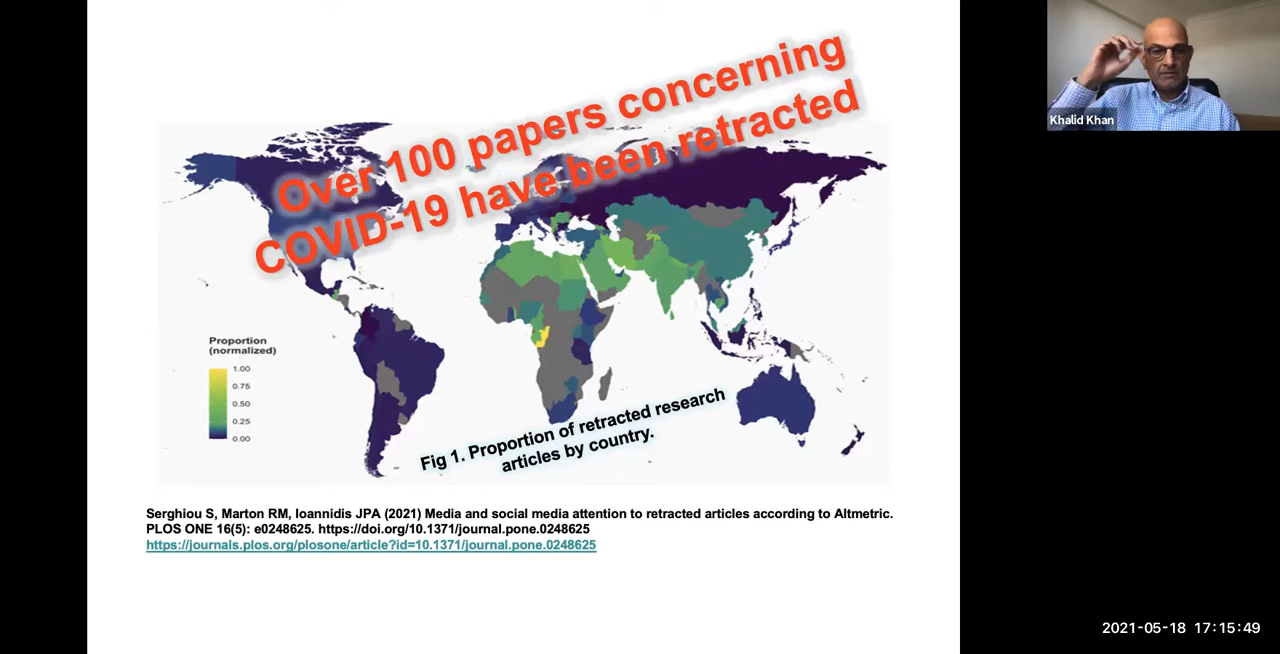 Over 100 papers concerning
COVID-19 have been retracted
Khalid Khan
Proportion
(normalized)
1.00
0.75
0.50
0.25
0.00
Fig 1. Proportion of retracted research
articles by country.
Serghiou S, Marton RM, Ioannidis JPA (2021) Media and social media attention to retracted articles according to Altmetric.
PLOS ONE 16(5): e0248625. https://doi.org/10.1371/journal.pone.0248625
https://journals.plos.org/plosone/article?id=10.1371/journal.pone.0248625
2021-05-18 17:15:49